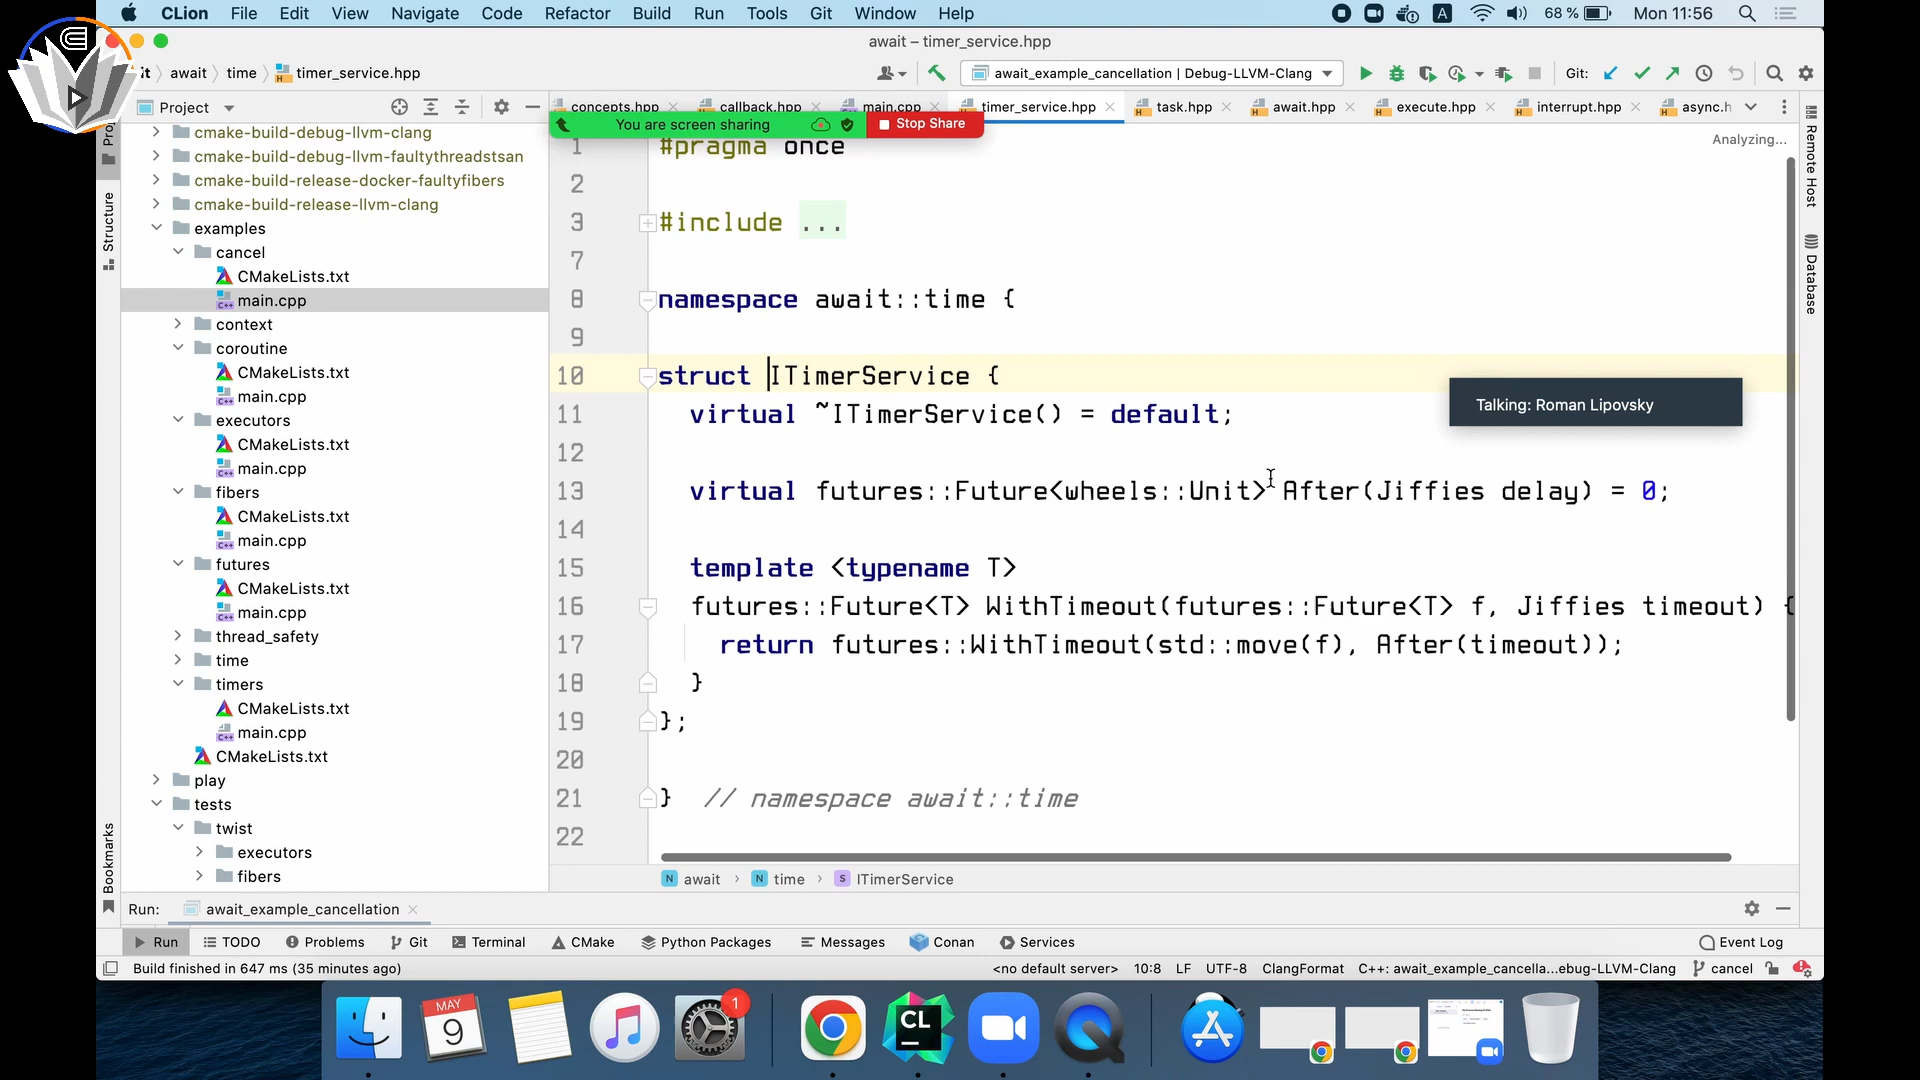 CLion File Edit View Navigate Code Refactor Build Run Tools Git Window Help 68 % Mon 11:56
await – timer_service.hpp
it await time timer_service.hpp
await_example_cancellation | Debug-LLVM-Clang Git:
Project
concepts.hpp callback.hpp main.cpp timer_service.hpp task.hpp await.hpp execute.hpp interrupt.hpp async.h
You are screen sharing Stop Share
Analyzing...
cmake-build-debug-llvm-clang
cmake-build-debug-llvm-faultythreadstsan
cmake-build-release-docker-faultyfibers
cmake-build-release-llvm-clang
examples
cancel
CMakeLists.txt
main.cpp
context
coroutine
CMakeLists.txt
main.cpp
executors
CMakeLists.txt
main.cpp
fibers
CMakeLists.txt
main.cpp
futures
CMakeLists.txt
main.cpp
thread_safety
time
timers
CMakeLists.txt
main.cpp
CMakeLists.txt
play
tests
twist
executors
fibers
Structure
Bookmarks
1 #pragma once
2
3 #include ...
7
8 namespace await::time {
9
10 struct ITimerService {
11 virtual ~ITimerService() = default;
12
13 virtual futures::Future<wheels::Unit> After(Jiffies delay) = 0;
14
15 template <typename T>
16 futures::Future<T> WithTimeout(futures::Future<T> f, Jiffies timeout) {
17 return futures::WithTimeout(std::move(f), After(timeout));
18 }
19 };
20
21 } // namespace await::time
22
Talking: Roman Lipovsky
Remote Host
Database
await time ITimerService
Run: await_example_cancellation
Run TODO Problems Git Terminal CMake Python Packages Messages Conan Services Event Log
Build finished in 647 ms (35 minutes ago) <no default server> 10:8 LF UTF-8 ClangFormat C++: await_example_cancella...ebug-LLVM-Clang cancel
MAY
9
1
CL